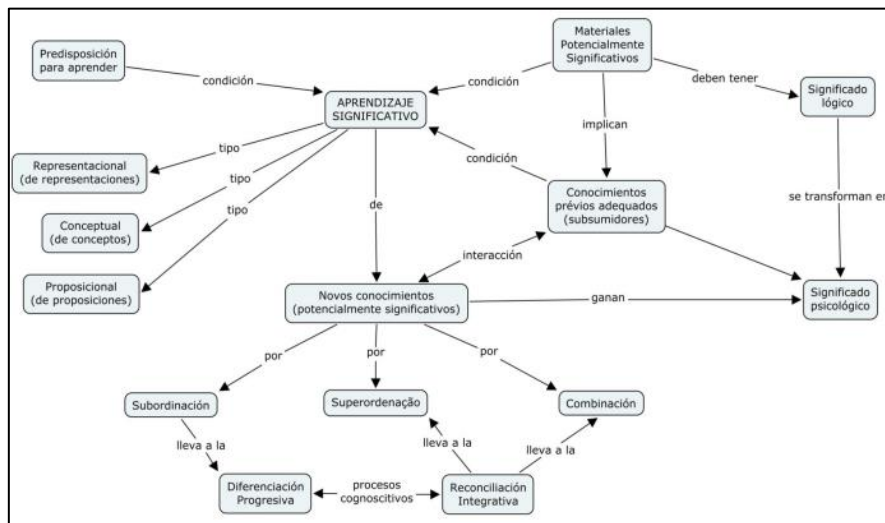 Predisposición
para aprender
Materiales
Potencialmente
Significativos
condición
condición
deben tener
Significado
lógico
APRENDIZAJE
SIGNIFICATIVO
implican
tipo
condición
Representacional
(de representaciones)
tipo
Conocimientos
prévios adequados
(subsumidores)
se transforman en
tipo
de
Conceptual
(de conceptos)
interacción
Proposicional
(de proposiciones)
Novos conocimientos
(potencialmente significativos)
ganan
Significado
psicológico
por
por
por
Subordinación
Superordenação
Combinación
lleva a la
lleva a la
lleva a la
Diferenciación
Progresiva
procesos
cognoscitivos
Reconciliación
Integrativa